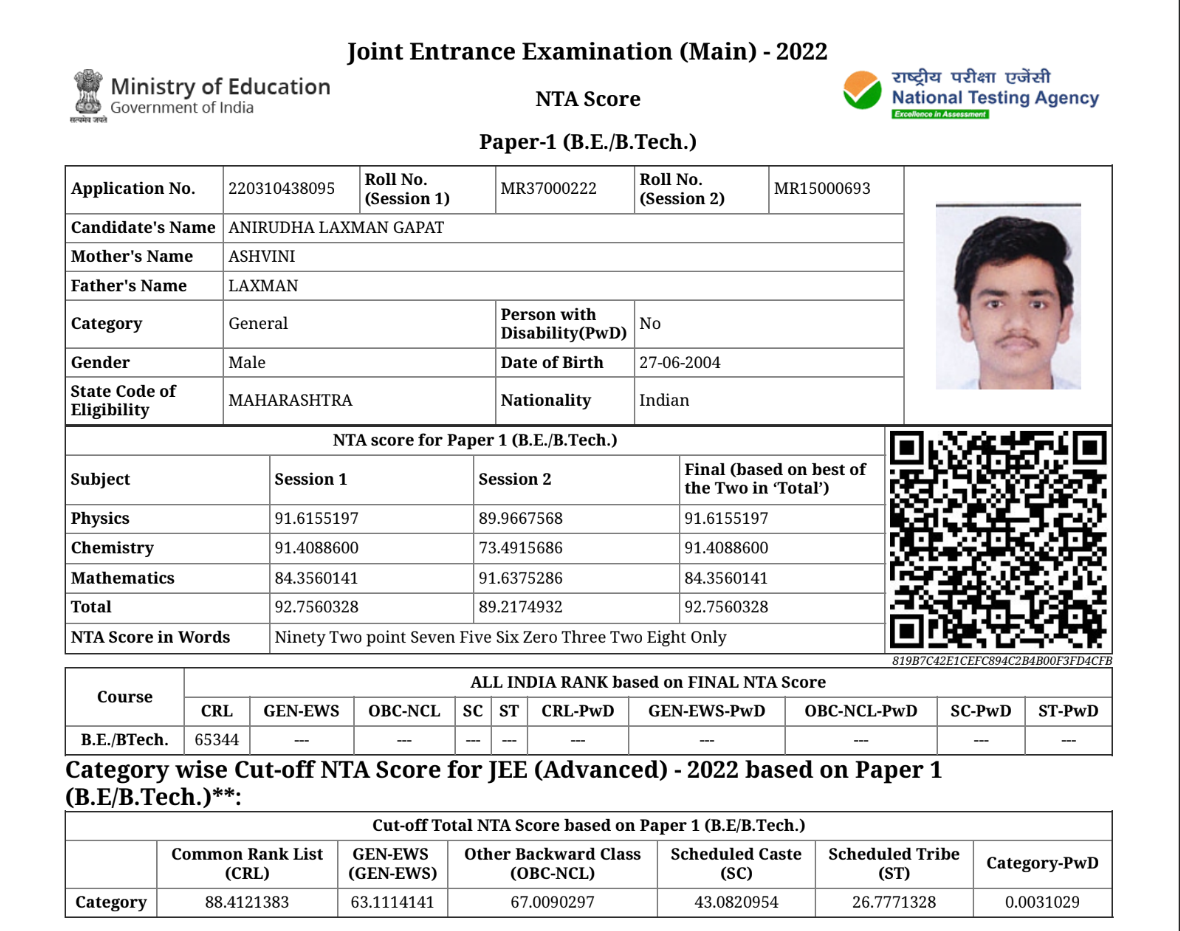 Joint Entrance Examination (Main) - 2022
Ministry of Education
Government of India
सत्यमेव जयते
NTA Score
राष्ट्रीय परीक्षा एजेंसी
National Testing Agency
Excellence in Assessment
Paper-1 (B.E./B.Tech.)
Application No. 220310438095 Roll No. (Session 1) MR37000222 Roll No. (Session 2) MR15000693
Candidate's Name ANIRUDHA LAXMAN GAPAT
Mother's Name ASHVINI
Father's Name LAXMAN
Category General Person with Disability(PwD) No
Gender Male Date of Birth 27-06-2004
State Code of Eligibility MAHARASHTRA Nationality Indian
NTA score for Paper 1 (B.E./B.Tech.)
Subject Session 1 Session 2 Final (based on best of the Two in ‘Total’)
Physics 91.6155197 89.9667568 91.6155197
Chemistry 91.4088600 73.4915686 91.4088600
Mathematics 84.3560141 91.6375286 84.3560141
Total 92.7560328 89.2174932 92.7560328
NTA Score in Words Ninety Two point Seven Five Six Zero Three Two Eight Only
819B7C42E1CEFC894C2B4B00F3FD4CFB
Course ALL INDIA RANK based on FINAL NTA Score
CRL GEN-EWS OBC-NCL SC ST CRL-PwD GEN-EWS-PwD OBC-NCL-PwD SC-PwD ST-PwD
B.E./BTech. 65344 --- --- --- --- --- --- --- --- ---
Category wise Cut-off NTA Score for JEE (Advanced) - 2022 based on Paper 1
(B.E/B.Tech.)**:
Cut-off Total NTA Score based on Paper 1 (B.E/B.Tech.)
Common Rank List (CRL) GEN-EWS (GEN-EWS) Other Backward Class (OBC-NCL) Scheduled Caste (SC) Scheduled Tribe (ST) Category-PwD
Category 88.4121383 63.1114141 67.0090297 43.0820954 26.7771328 0.0031029